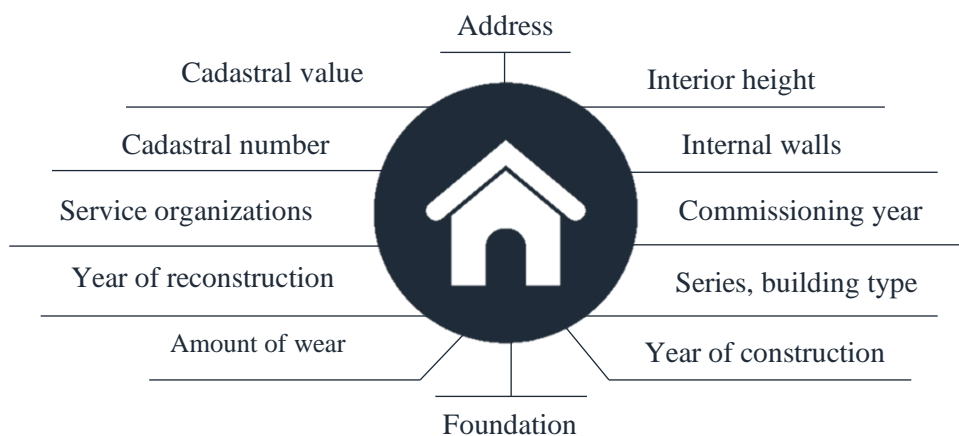 Address
Cadastral value
Interior height
Cadastral number
Internal walls
Service organizations
Commissioning year
Year of reconstruction
Series, building type
Amount of wear
Year of construction
Foundation